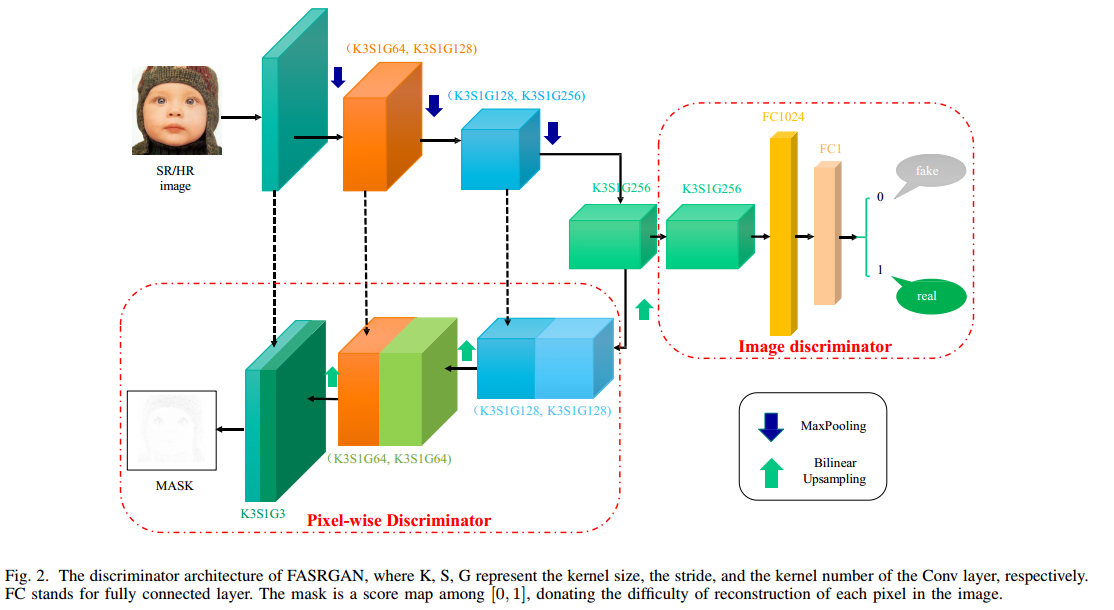 (K3S1G64, K3S1G128)
(K3S1G128, K3S1G256)
SR/HR
image
K3S1G256
K3S1G256
FC1024
FC1
fake
0
1
real
Image discriminator
(K3S1G128, K3S1G128)
(K3S1G64, K3S1G64)
MASK
K3S1G3
Pixel-wise Discriminator
MaxPooling
Bilinear
Upsampling
Fig. 2. The discriminator architecture of FASRGAN, where K, S, G represent the kernel size, the stride, and the kernel number of the Conv layer, respectively.
FC stands for fully connected layer. The mask is a score map among [0, 1], donating the difficulty of reconstruction of each pixel in the image.